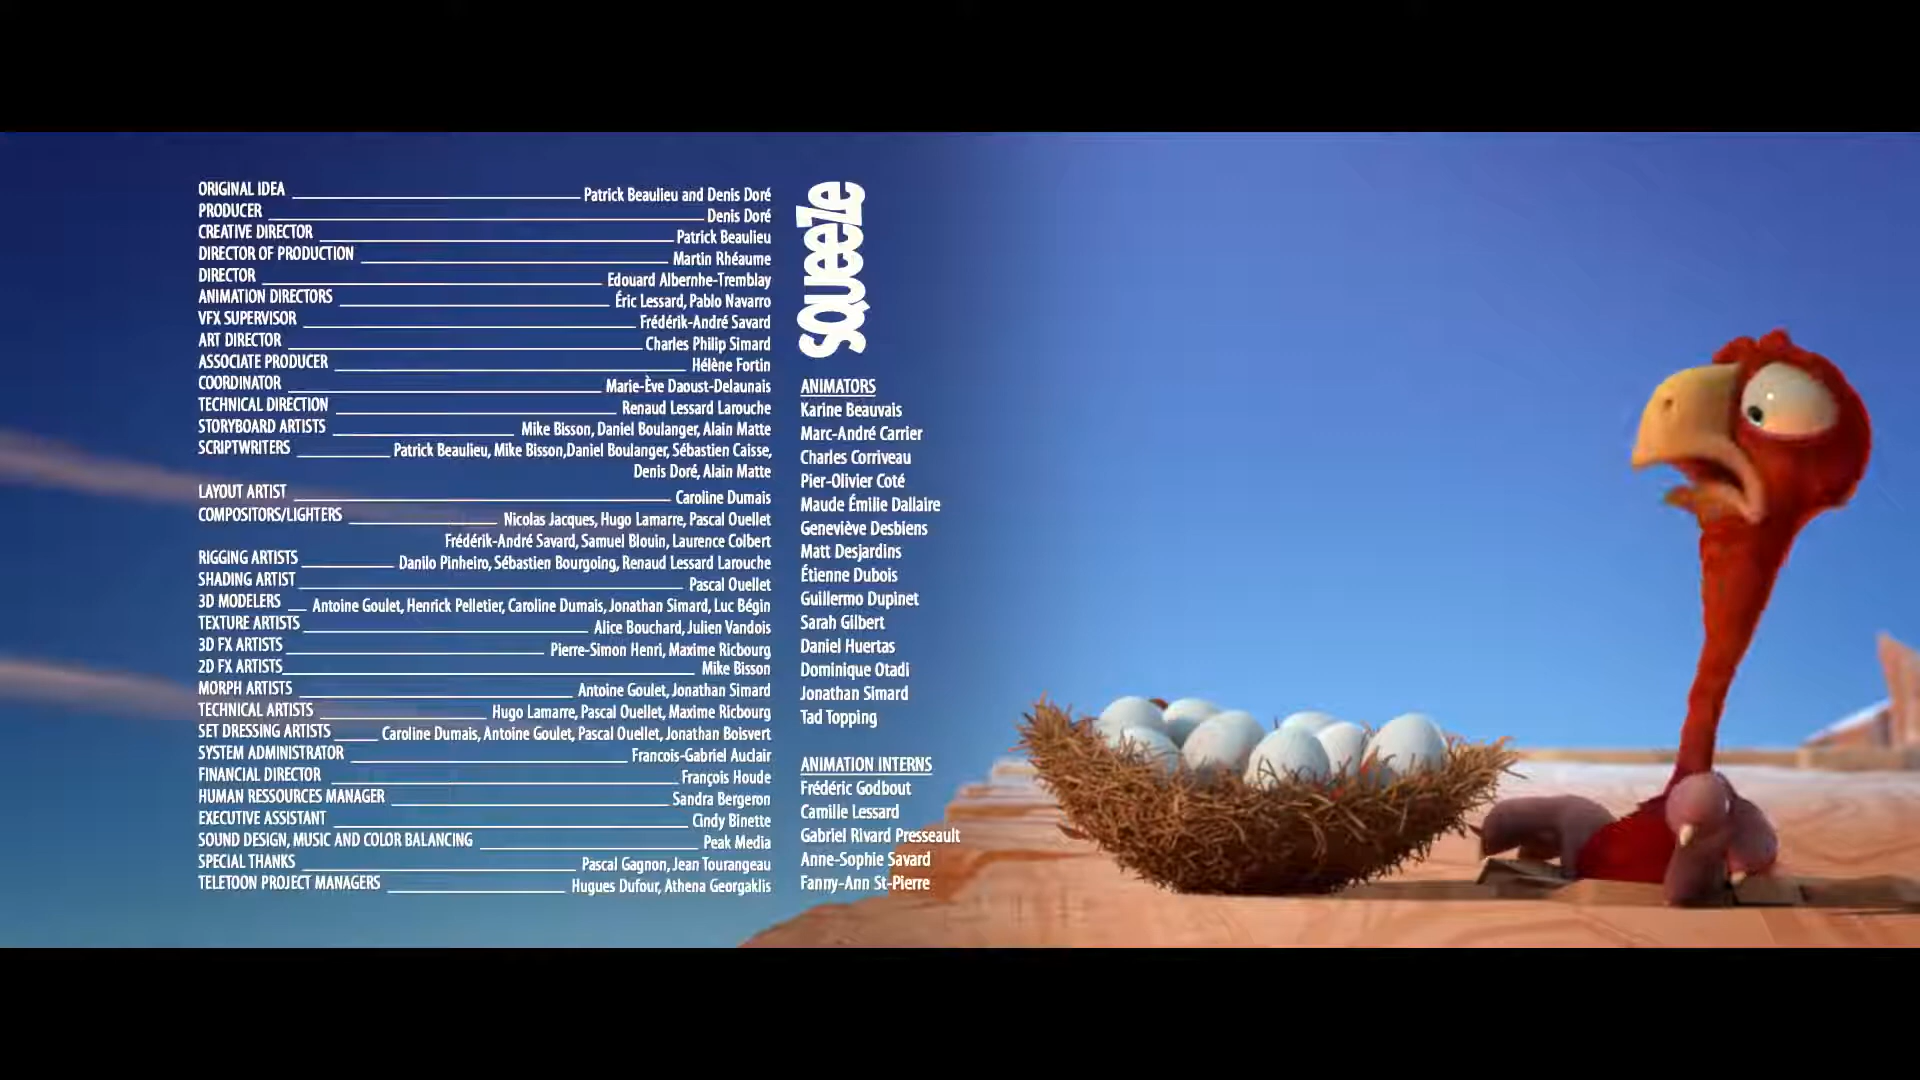 ORIGINAL IDEA Patrick Beaulieu and Denis Doré
PRODUCER Denis Doré
CREATIVE DIRECTOR Patrick Beaulieu
DIRECTOR OF PRODUCTION Martin Rhéaume
DIRECTOR Edouard Albernhe-Tremblay
ANIMATION DIRECTORS Éric Lessard, Pablo Navarro
VFX SUPERVISOR Frédérik-André Savard
ART DIRECTOR Charles Philip Simard
ASSOCIATE PRODUCER Hélène Fortin
COORDINATOR Marie-Ève Daoust-Delaunais
TECHNICAL DIRECTION Renaud Lessard Larouche
STORYBOARD ARTISTS Mike Bisson, Daniel Boulanger, Alain Matte
SCRIPTWRITERS Patrick Beaulieu, Mike Bisson,Daniel Boulanger, Sébastien Caisse,
Denis Doré, Alain Matte
LAYOUT ARTIST Caroline Dumais
COMPOSITORS/LIGHTERS Nicolas Jacques, Hugo Lamarre, Pascal Ouellet
Frédérik-André Savard, Samuel Blouin, Laurence Colbert
RIGGING ARTISTS Danilo Pinheiro, Sébastien Bourgoing, Renaud Lessard Larouche
SHADING ARTIST Pascal Ouellet
3D MODELERS Antoine Goulet, Henrick Pelletier, Caroline Dumais, Jonathan Simard, Luc Bégin
TEXTURE ARTISTS Alice Bouchard, Julien Vandois
3D FX ARTISTS Pierre-Simon Henri, Maxime Ricbourg
2D FX ARTISTS Mike Bisson
MORPH ARTISTS Antoine Goulet, Jonathan Simard
TECHNICAL ARTISTS Hugo Lamarre, Pascal Ouellet, Maxime Ricbourg
SET DRESSING ARTISTS Caroline Dumais, Antoine Goulet, Pascal Ouellet, Jonathan Boisvert
SYSTEM ADMINISTRATOR Francois-Gabriel Auclair
FINANCIAL DIRECTOR François Houde
HUMAN RESSOURCES MANAGER Sandra Bergeron
EXECUTIVE ASSISTANT Cindy Binette
SOUND DESIGN, MUSIC AND COLOR BALANCING Peak Media
SPECIAL THANKS Pascal Gagnon, Jean Tourangeau
TELETOON PROJECT MANAGERS Hugues Dufour, Athena Georgaklis
squeeze
ANIMATORS
Karine Beauvais
Marc-André Carrier
Charles Corriveau
Pier-Olivier Coté
Maude Émilie Dallaire
Geneviève Desbiens
Matt Desjardins
Étienne Dubois
Guillermo Dupinet
Sarah Gilbert
Daniel Huertas
Dominique Otadi
Jonathan Simard
Tad Topping
ANIMATION INTERNS
Frédéric Godbout
Camille Lessard
Gabriel Rivard Presseault
Anne-Sophie Savard
Fanny-Ann St-Pierre